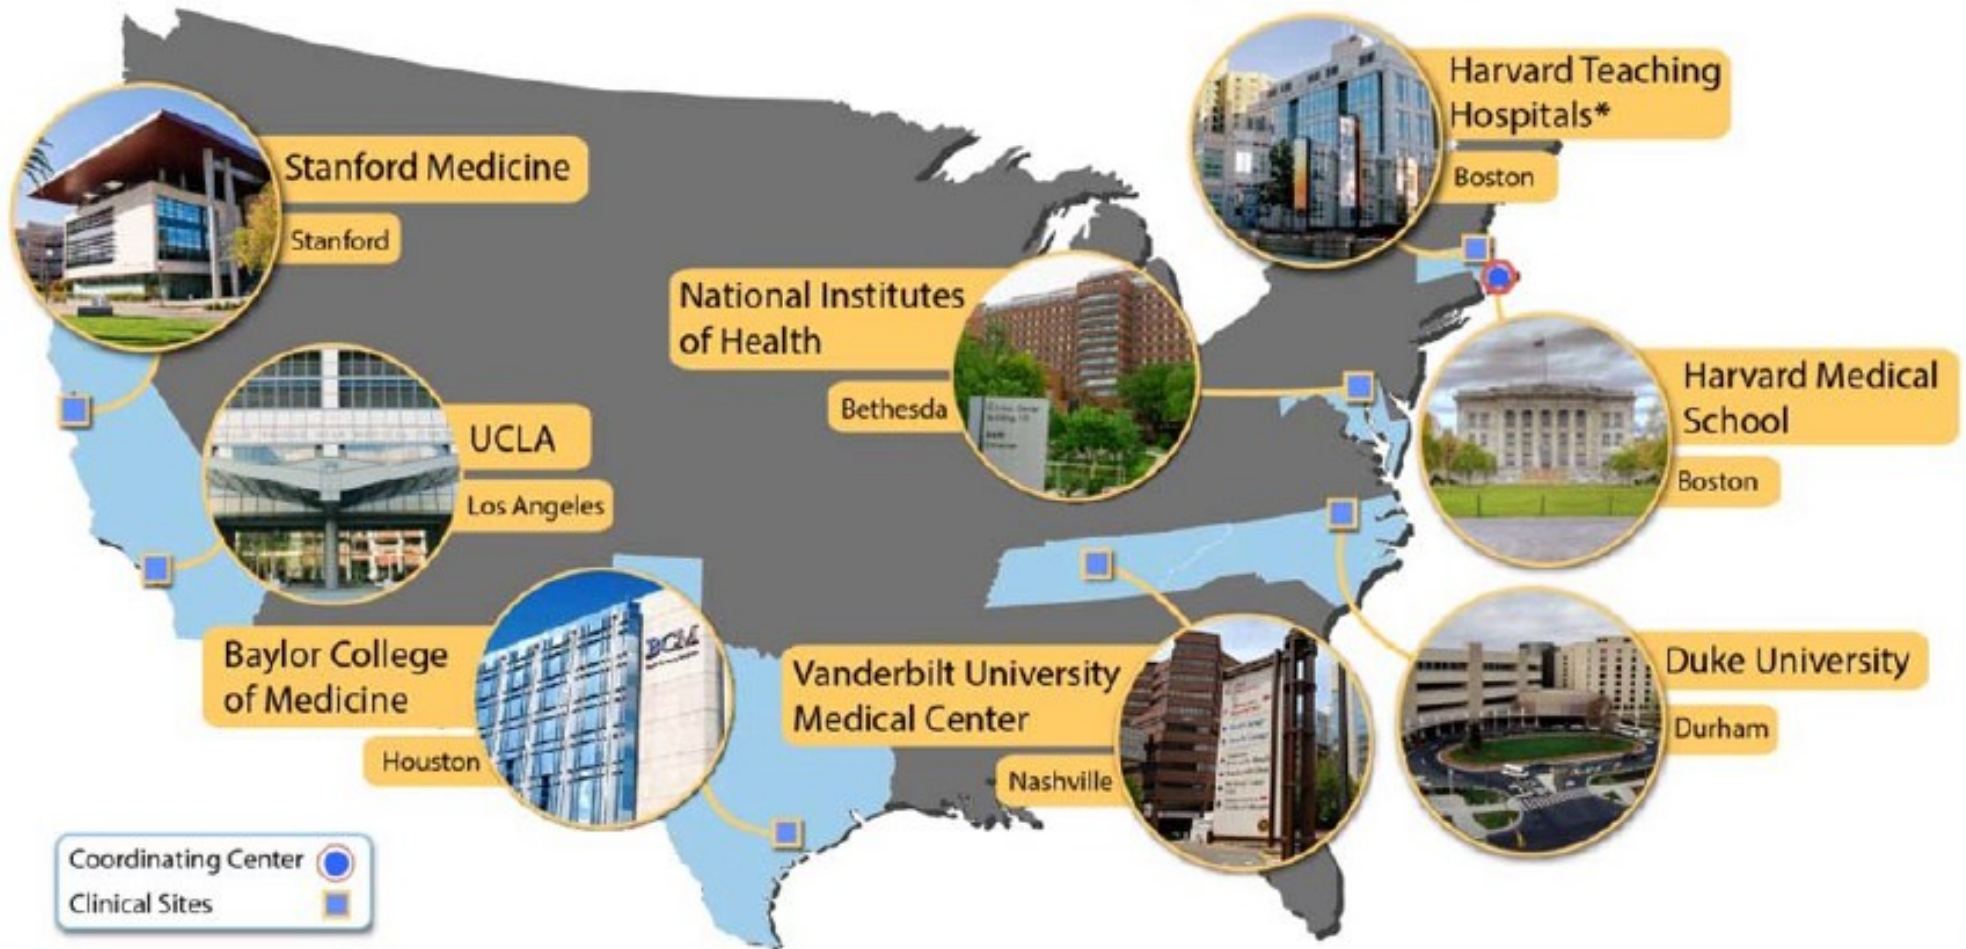 Harvard Teaching
Hospitals*
Boston
Stanford Medicine
Stanford
National Institutes
of Health
Bethesda
Harvard Medical
School
Boston
UCLA
Los Angeles
Baylor College
of Medicine
Houston
BCM
Vanderbilt University
Medical Center
Nashville
Duke University
Durham
Coordinating Center
Clinical Sites